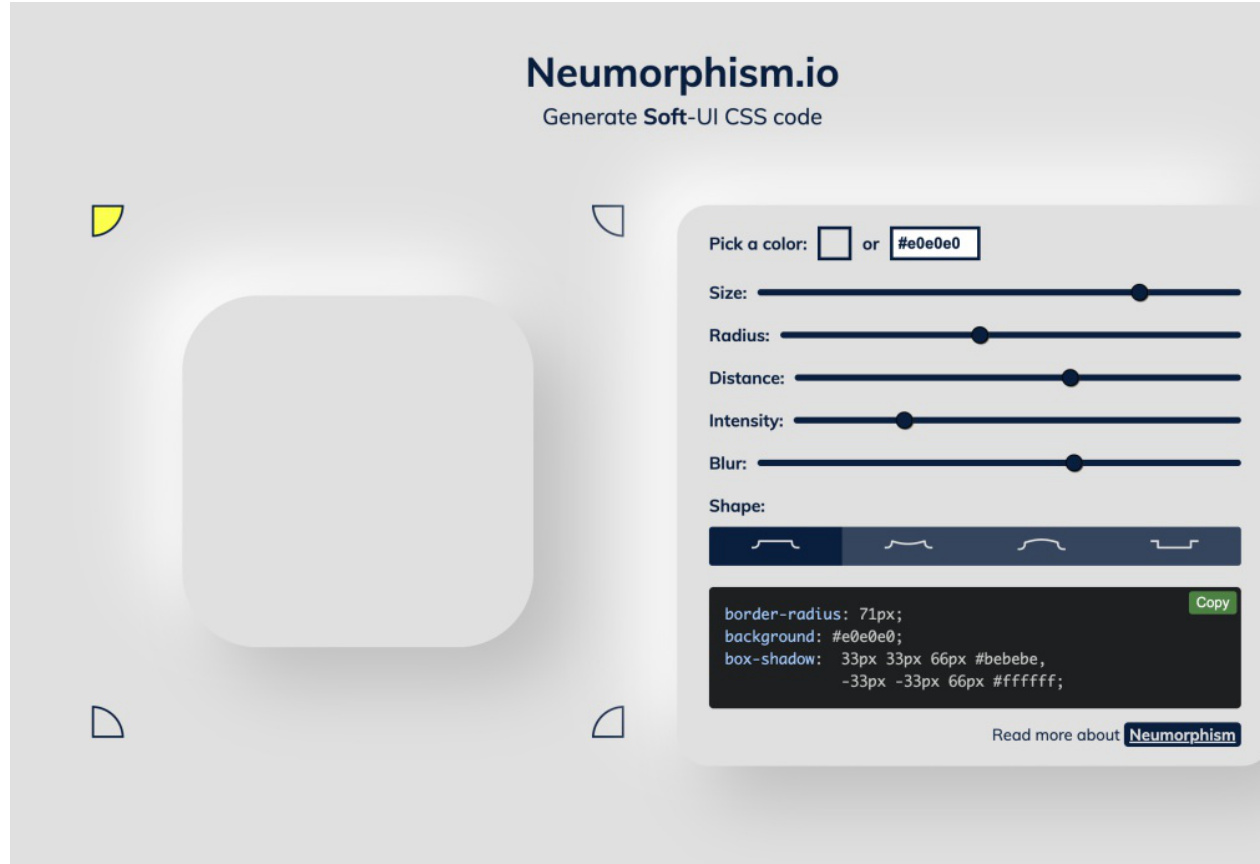 Neumorphism.io
Generate Soft-UI CSS code
Pick a color: or #e0e0e0
Size:
Radius:
Distance:
Intensity:
Blur:
Shape:
Copy
border-radius: 71px;
background: #e0e0e0;
box-shadow: 33px 33px 66px #bebebe,
-33px -33px 66px #ffffff;
Read more about Neumorphism